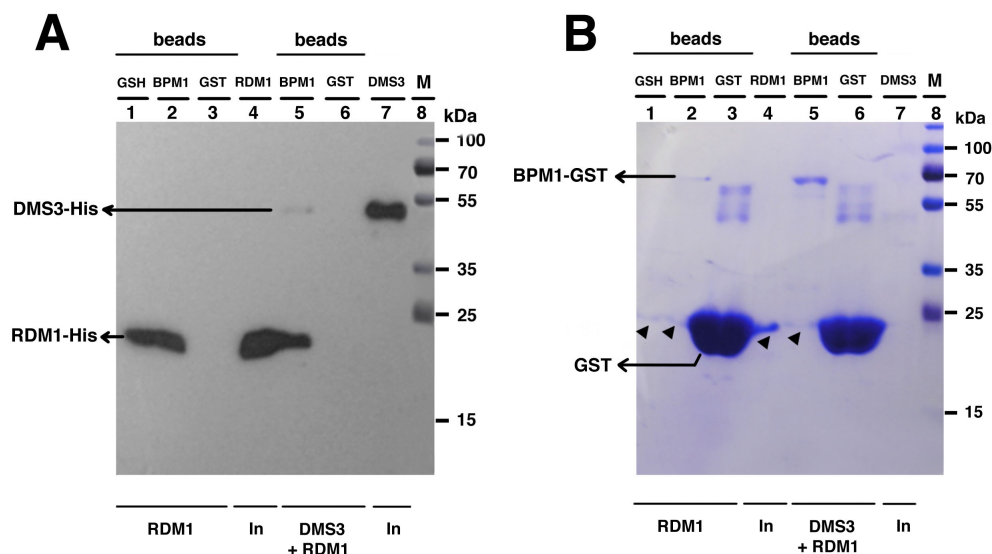 A
beads beads
GSH BPM1 GST RDM1 BPM1 GST DMS3 M
1 2 3 4 5 6 7 8
kDa
100
70
55
DMS3-His
35
25
RDM1-His
15
RDM1 In DMS3 In
+ RDM1
B
beads beads
GSH BPM1 GST RDM1 BPM1 GST DMS3 M
1 2 3 4 5 6 7 8
kDa
100
BPM1-GST
70
55
35
25
GST
15
RDM1 In DMS3 In
+ RDM1